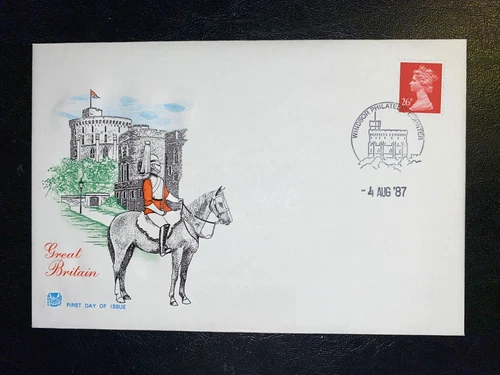 26P
WINDSOR PHILATELIC COUNTER
-4 AUG '87
Great
Britain
FIRST DAY OF ISSUE